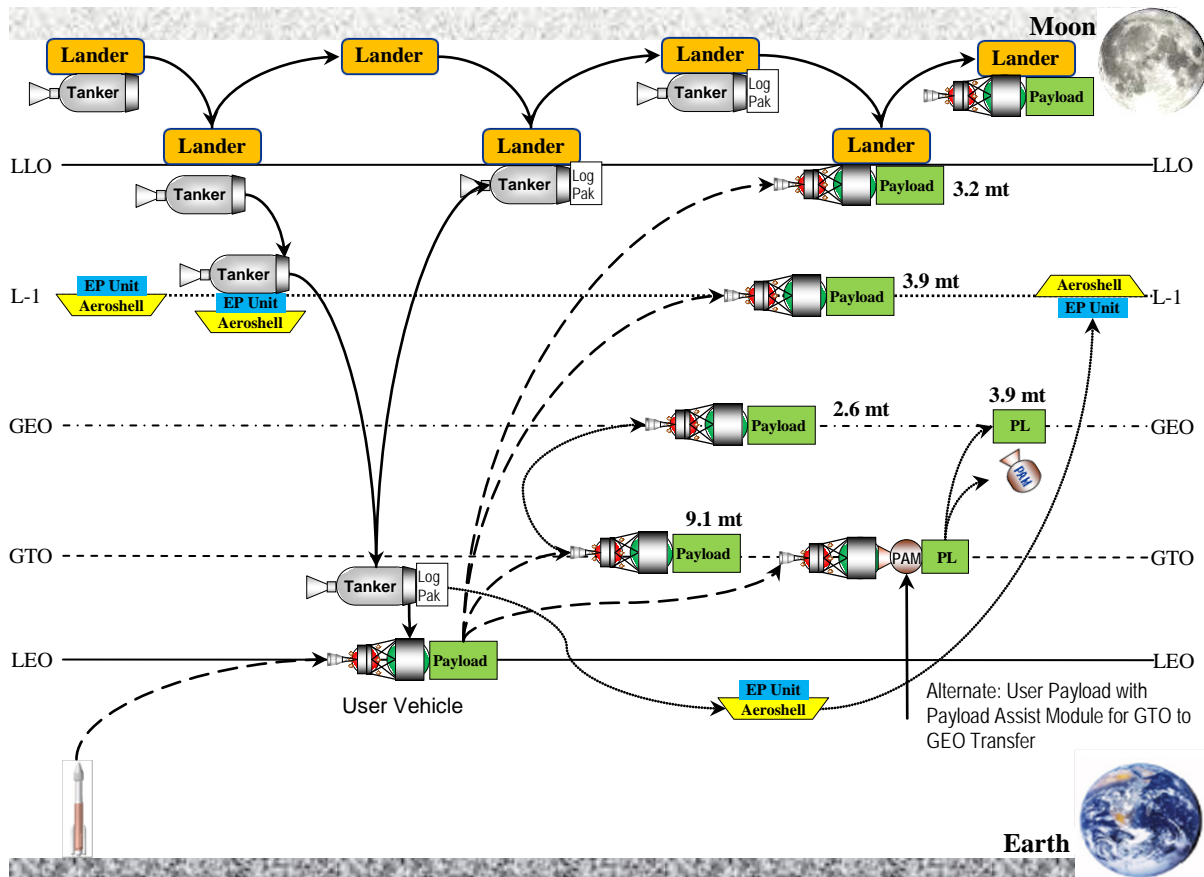 Moon
Lander
Lander
Lander
Lander
Tanker
Tanker
Log
Pak
Payload
Lander
Lander
Lander
LLO
LLO
Tanker
Tanker
Log
Pak
Payload
3.2 mt
Tanker
EP Unit
Aeroshell
L-1
EP Unit
Aeroshell
Payload
3.9 mt
Aeroshell
EP Unit
L-1
GEO
Payload
2.6 mt
3.9 mt
PL
GEO
PAM
9.1 mt
GTO
Payload
PAM
PL
GTO
Tanker
Log
Pak
LEO
Payload
LEO
User Vehicle
EP Unit
Aeroshell
Alternate: User Payload with
Payload Assist Module for GTO to
GEO Transfer
Earth